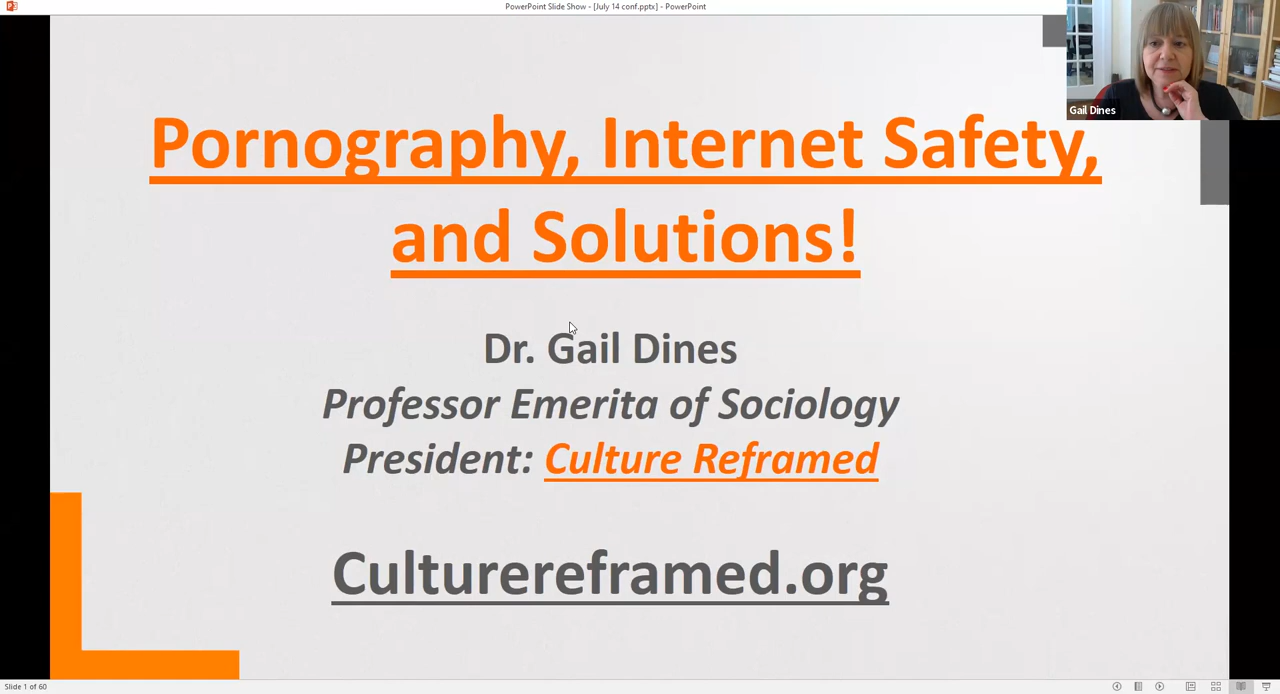 PowerPoint Slide Show - [July 14 conf.pptx] - PowerPoint
Gail Dines
Pornography, Internet Safety,
and Solutions!
Dr. Gail Dines
Professor Emerita of Sociology
President: Culture Reframed
Culturereframed.org
Slide 1 of 60